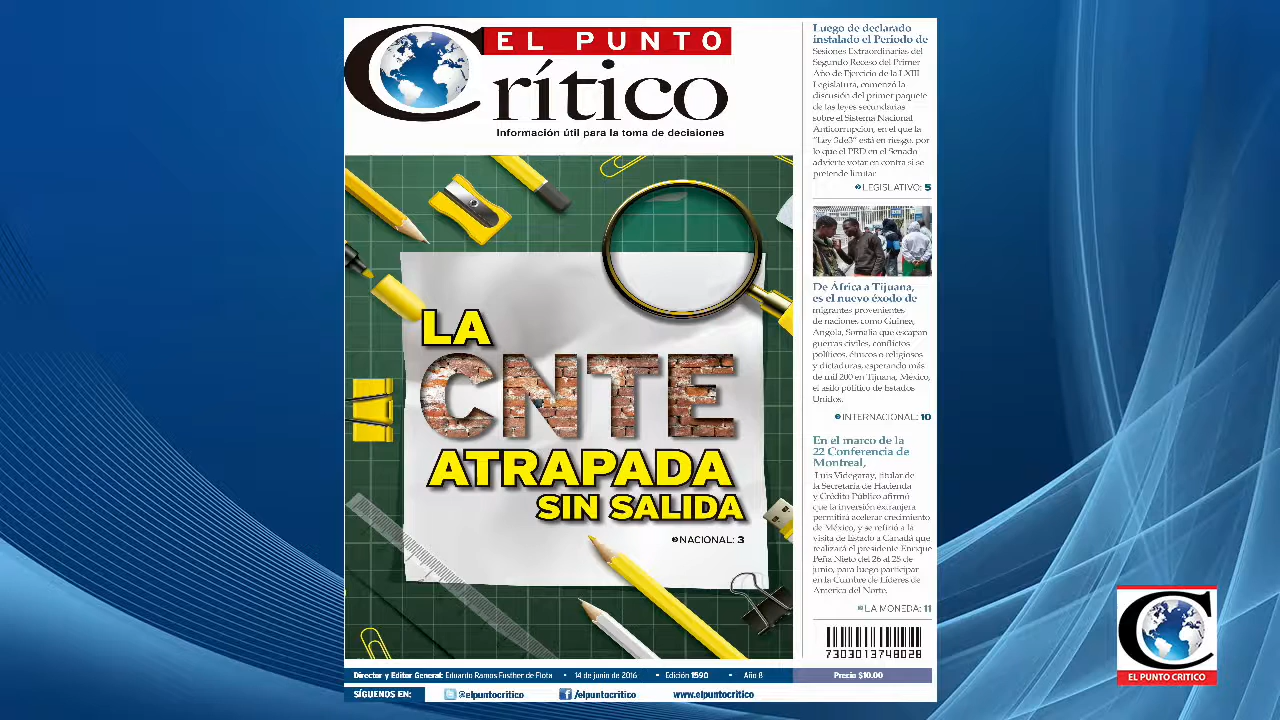 EL PUNTO
Crítico
Información útil para la toma de decisiones
LA
CNTE
ATRAPADA
SIN SALIDA
NACIONAL: 3
Luego de declarado
instalado el Periodo de
Sesiones Extraordinarias del
Segundo Receso del Primer
Año de Ejercicio de la LXIII
Legislatura, comenzó la
discusión del primer paquete
de las leyes secundarias
sobre el Sistema Nacional
Anticorrupcion, en el que la
"Ley 3de3" está en riesgo, por
lo que el PRD en el Senado
advierte votar en contra si se
pretende limitar
LEGISLATIVO: 5
De África a Tijuana,
es el nuevo éxodo de
migrantes provenientes
de naciones como Guinea,
Angola, Somalia que escapan
guerras civiles, conflictos
políticos, étnicos o religiosos
y dictaduras, esperando más
de mil 200 en Tijuana, México,
el asilo político de Estados
Unidos.
INTERNACIONAL: 10
En el marco de la
22 Conferencia de
Montreal,
Luis Videgaray, titular de
la Secretaría de Hacienda
y Crédito Público afirmó
que la inversión extranjera
permitirá acelerar crecimiento
de México, y se refirió a la
visita de Estado a Canadá que
realizará el presidente Enrique
Peña Nieto del 26 al 28 de
junio, para luego participar
en la Cumbre de Líderes de
América del Norte.
LA MONEDA: 11
7303013748028
Director y Editor General: Eduardo Ramos Fusther de Flota • 14 de junio de 2016 • Edición 1590 • Año 8 Precio $10.00
SÍGUENOS EN: @elpuntocritico /elpuntocritico www.elpuntocritico
EL PUNTO CRITICO